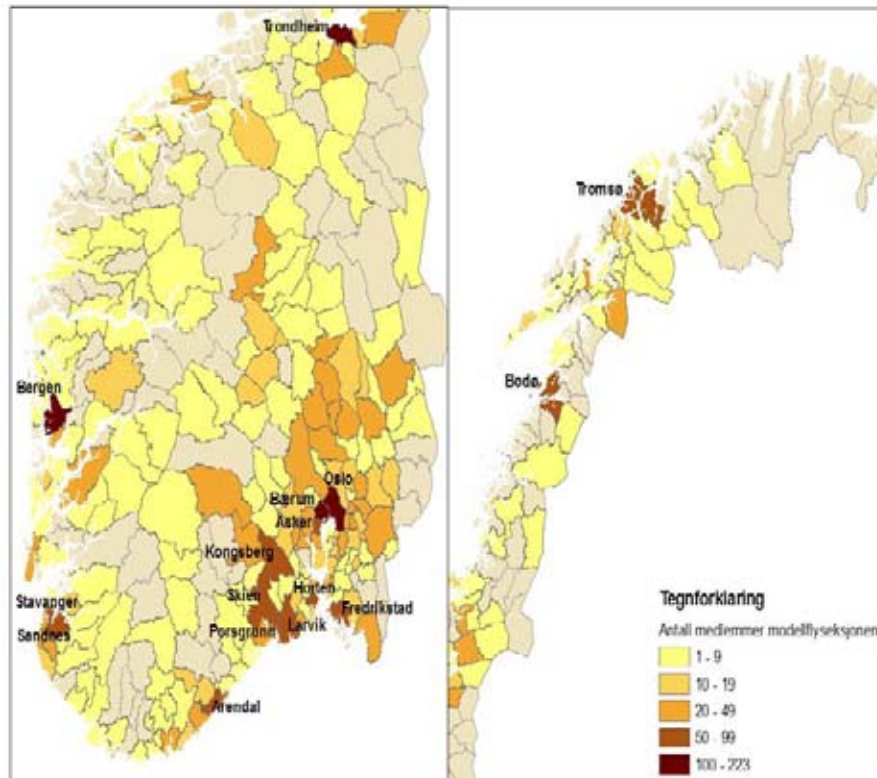 Trondheim
Bergen
Oslo
Bærum
Asker
Kongsberg
Skien
Horten
Stavanger
Fredrikstad
Sandnes
Porsgrunn
Larvik
Arendal
Tromsø
Bodø
Tegnforklaring
Antall medlemmer modellflyseksjonen
1 - 9
10 - 19
20 - 49
50 - 99
100 - 223